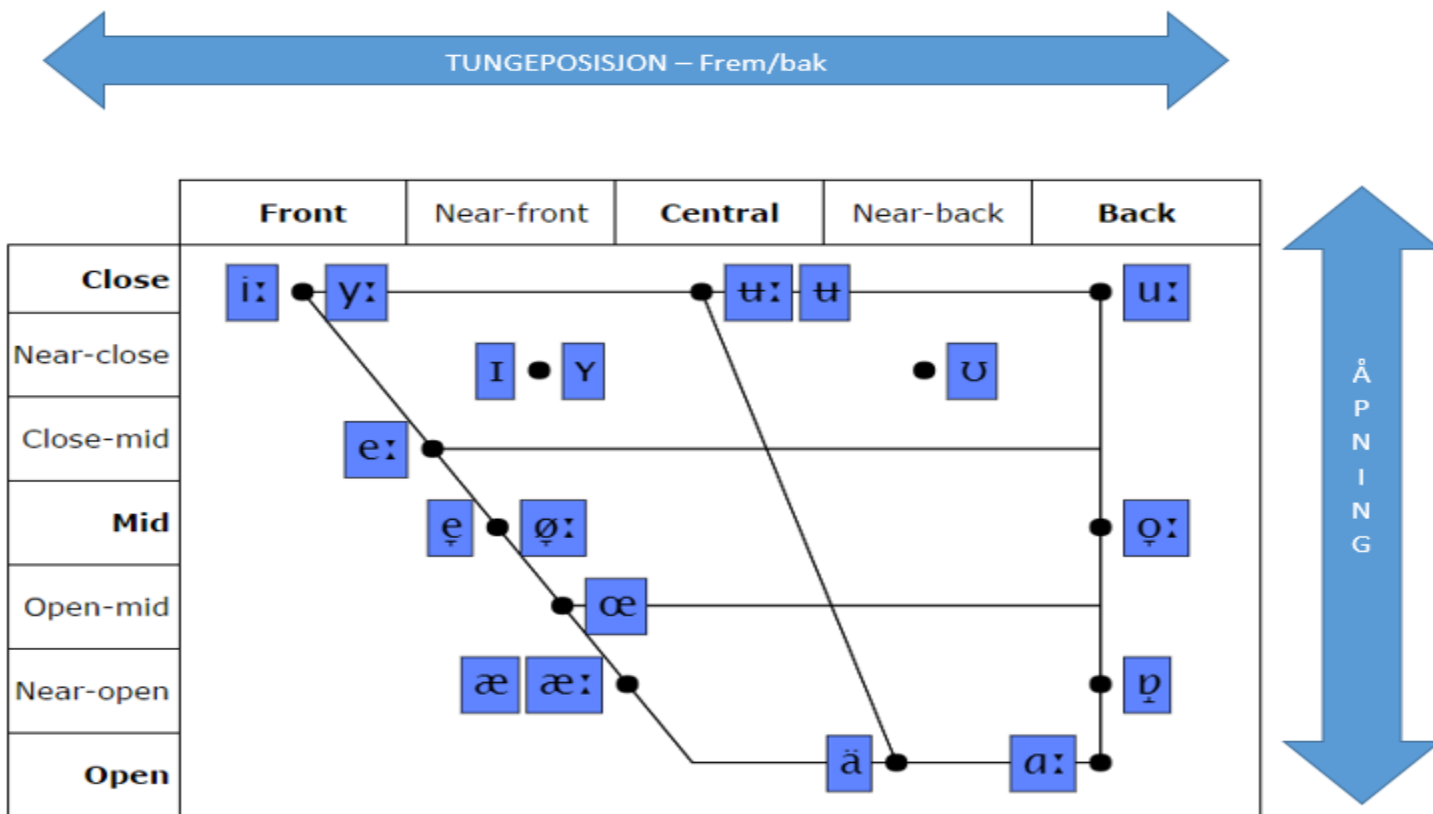 TUNGEPOSISJON – Frem/bak
Front Near-front Central Near-back Back
Close iː yː ʉː ʉ uː
Near-close ɪ ʏ ʊ
Close-mid eː
Mid e̞ ø̞ː o̞ː
Open-mid œ
Near-open æ æː ɒ̝
Open ä ɑː
Å
P
N
I
N
G